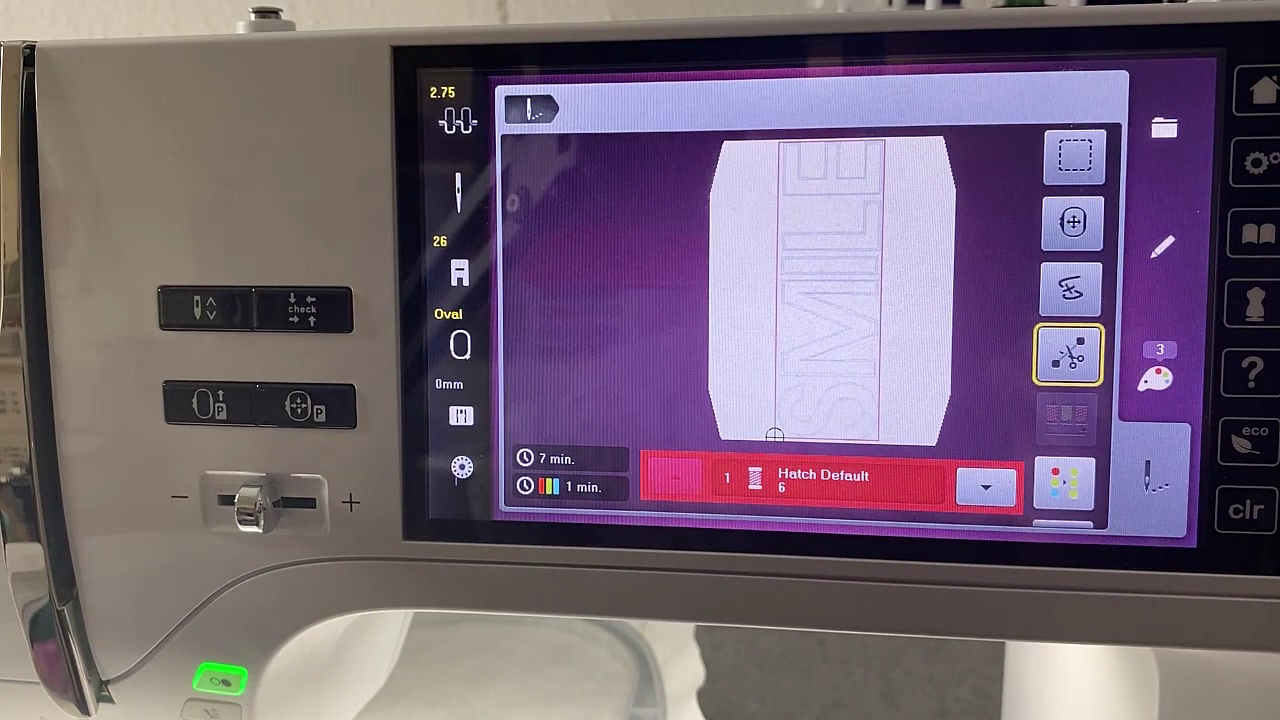 2.75
26
Oval
0mm
SMILE
7 min.
1 min.
1
Hatch Default
6
3
check
P
P
− +
?
eco
clr